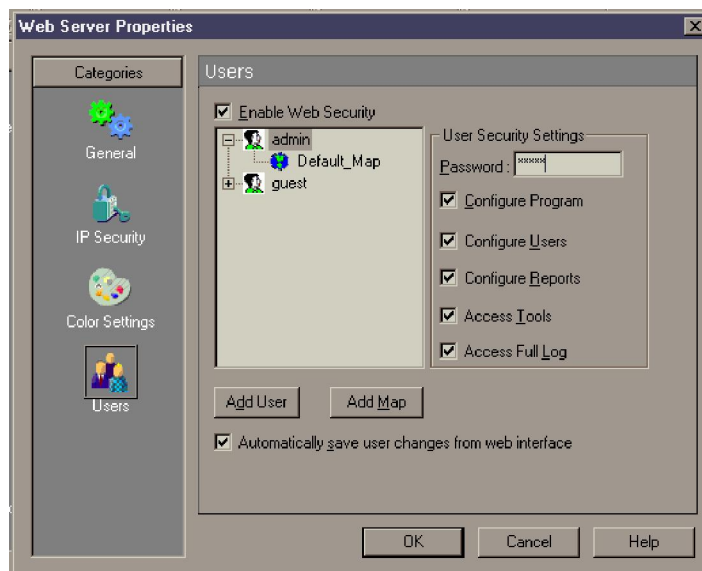 Web Server Properties
Categories
General
IP Security
Color Settings
Users
Users
Enable Web Security
admin
Default_Map
guest
User Security Settings
Password : *****
Configure Program
Configure Users
Configure Reports
Access Tools
Access Full Log
Add User
Add Map
Automatically save user changes from web interface
OK
Cancel
Help